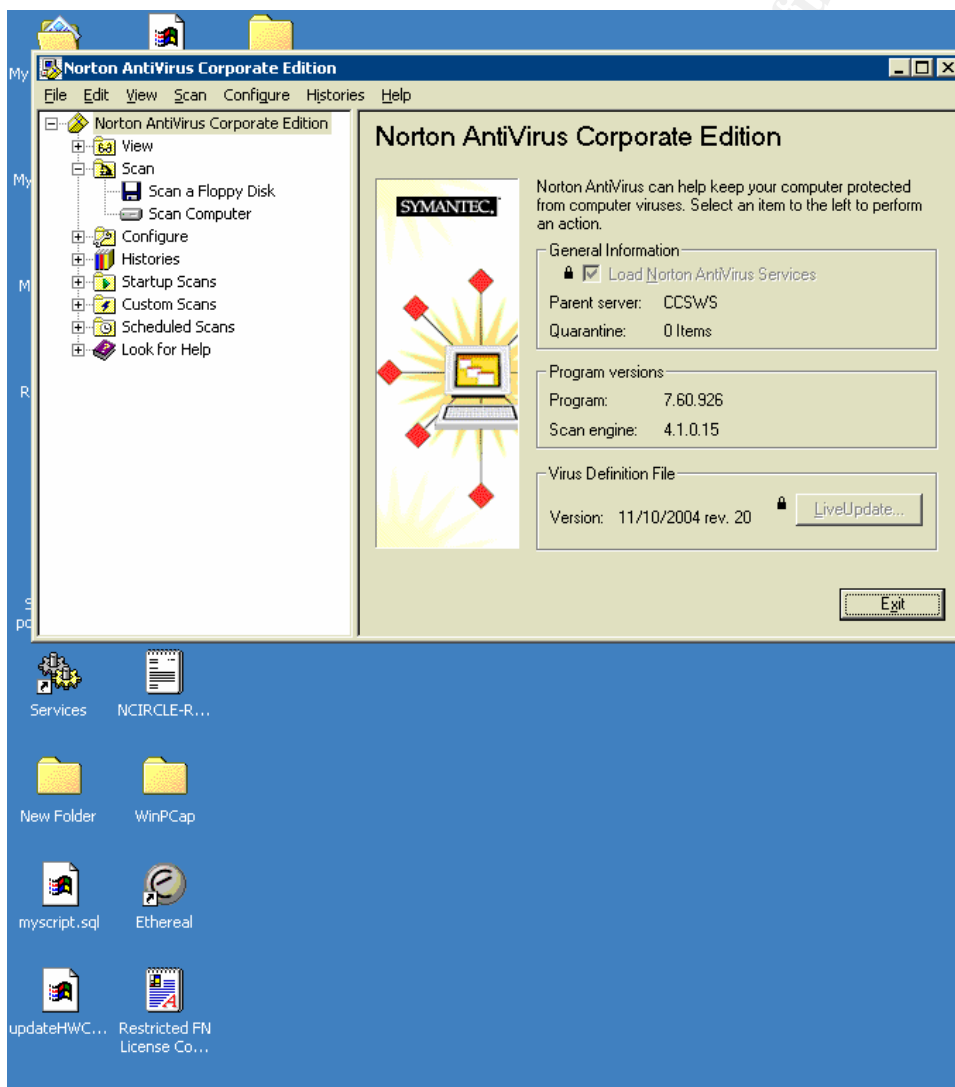 My
Norton AntiVirus Corporate Edition
File Edit View Scan Configure Histories Help
Norton AntiVirus Corporate Edition
View
Scan
Scan a Floppy Disk
Scan Computer
Configure
Histories
Startup Scans
Custom Scans
Scheduled Scans
Look for Help
My
M
R
S
po
Norton AntiVirus Corporate Edition
SYMANTEC.
Norton AntiVirus can help keep your computer protected
from computer viruses. Select an item to the left to perform
an action.
General Information
Load Norton AntiVirus Services
Parent server: CCSWS
Quarantine: 0 Items
Program versions
Program: 7.60.926
Scan engine: 4.1.0.15
Virus Definition File
Version: 11/10/2004 rev. 20
LiveUpdate...
Exit
Services
NCIRCLE-R...
New Folder
WinPCap
myscript.sql
Ethereal
updateHWC...
Restricted FN
License Co...